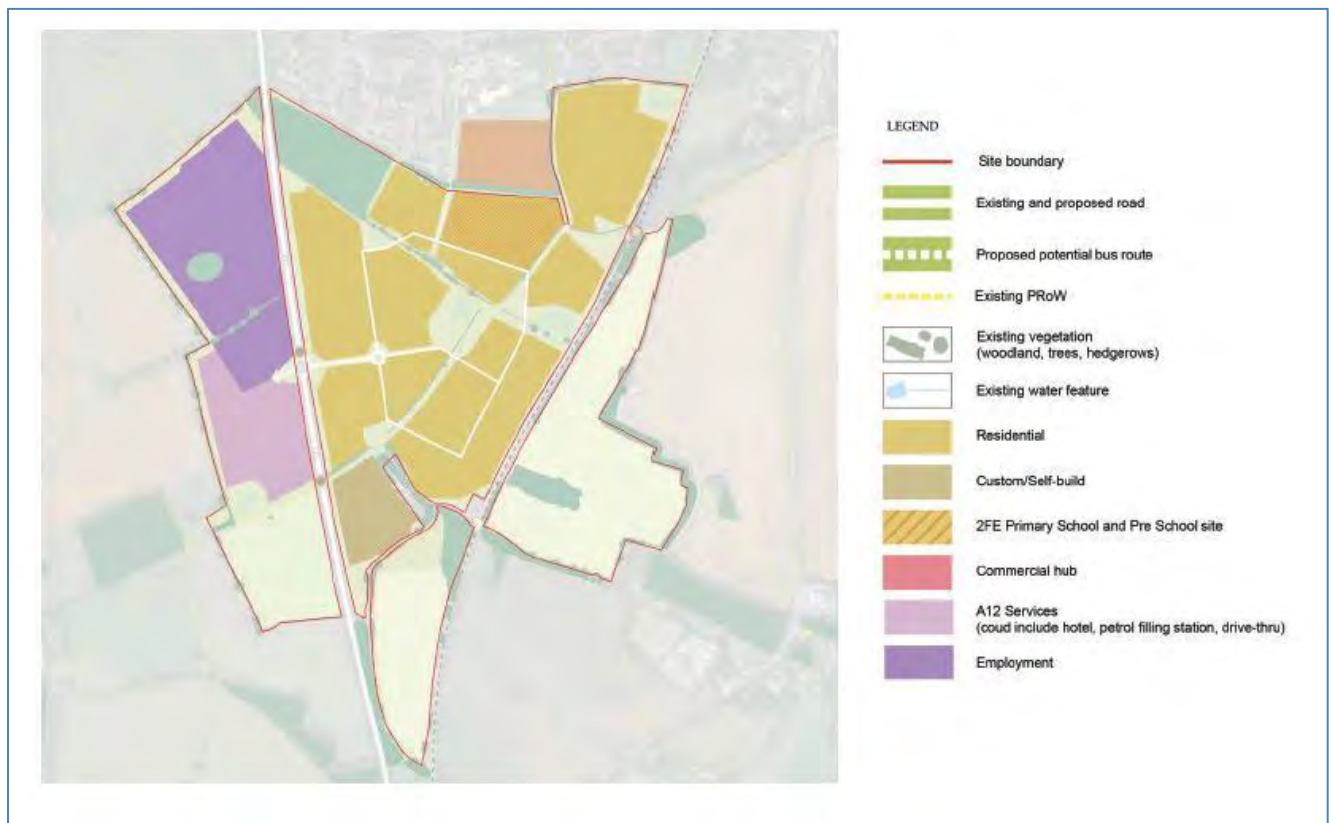 LEGEND
Site boundary
Existing and proposed road
Proposed potential bus route
Existing PRoW
Existing vegetation
(woodland, trees, hedgerows)
Existing water feature
Residential
Custom/Self-build
2FE Primary School and Pre School site
Commercial hub
A12 Services
(coud include hotel, petrol filling station, drive-thru)
Employment